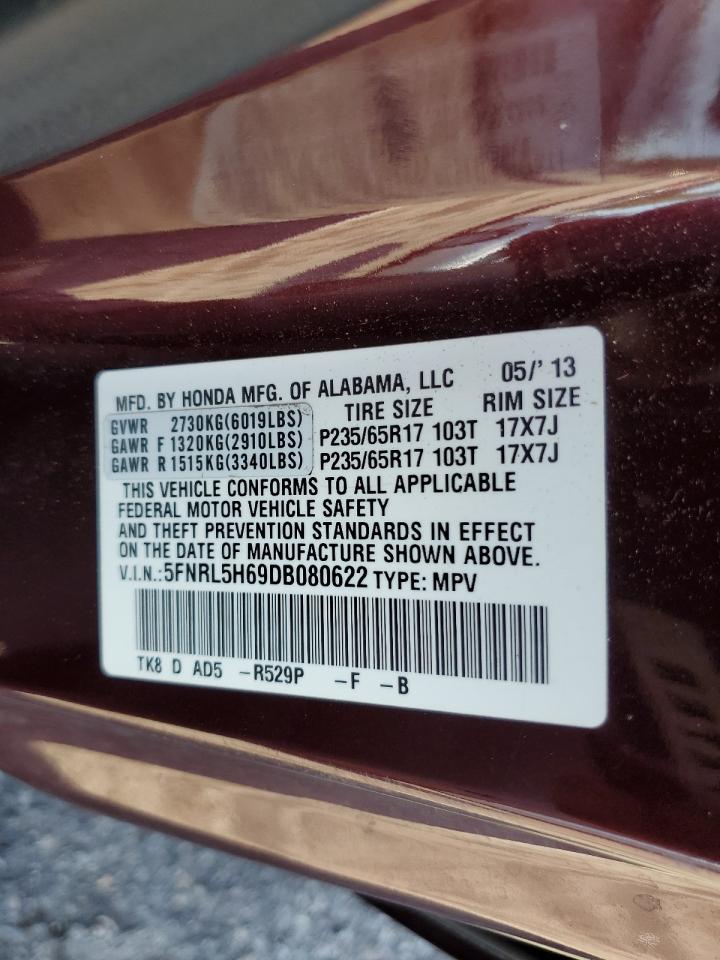 MFD. BY HONDA MFG. OF ALABAMA, LLC 05/' 13
GVWR 2730KG(6019LBS) TIRE SIZE RIM SIZE
GAWR F 1320KG(2910LBS) P235/65R17 103T 17X7J
GAWR R 1515KG(3340LBS) P235/65R17 103T 17X7J
THIS VEHICLE CONFORMS TO ALL APPLICABLE
FEDERAL MOTOR VEHICLE SAFETY
AND THEFT PREVENTION STANDARDS IN EFFECT
ON THE DATE OF MANUFACTURE SHOWN ABOVE.
V.I.N.:5FNRL5H69DB080622 TYPE: MPV
TK8 D AD5 -R529P -F -B